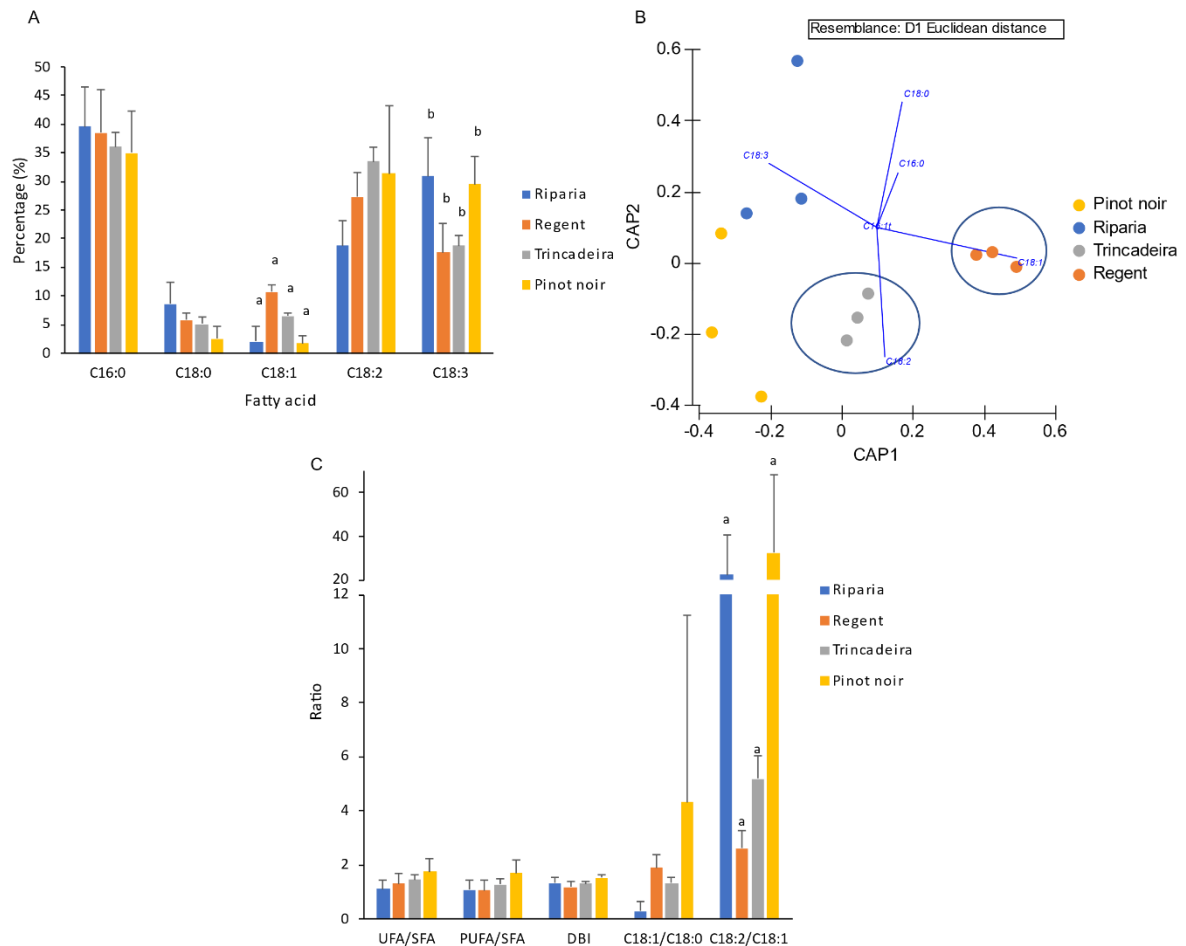 A
50
45
40
35
30
25
20
15
10
5
0
Percentage (%)
a
a
a
a
b
b
b
b
C16:0
C18:0
C18:1
C18:2
C18:3
Fatty acid
Riparia
Regent
Trincadeira
Pinot noir
B
Resemblance: D1 Euclidean distance
0.6
0.4
0.2
0
-0.2
-0.4
CAP2
C18:0
C18:3
C16:0
C18:1
C18:2
-0.4
-0.2
0
0.2
0.4
0.6
CAP1
Pinot noir
Riparia
Trincadeira
Regent
C
60
40
20
12
10
8
6
4
2
0
Ratio
a
a
a
a
UFA/SFA
PUFA/SFA
DBI
C18:1/C18:0
C18:2/C18:1
Riparia
Regent
Trincadeira
Pinot noir